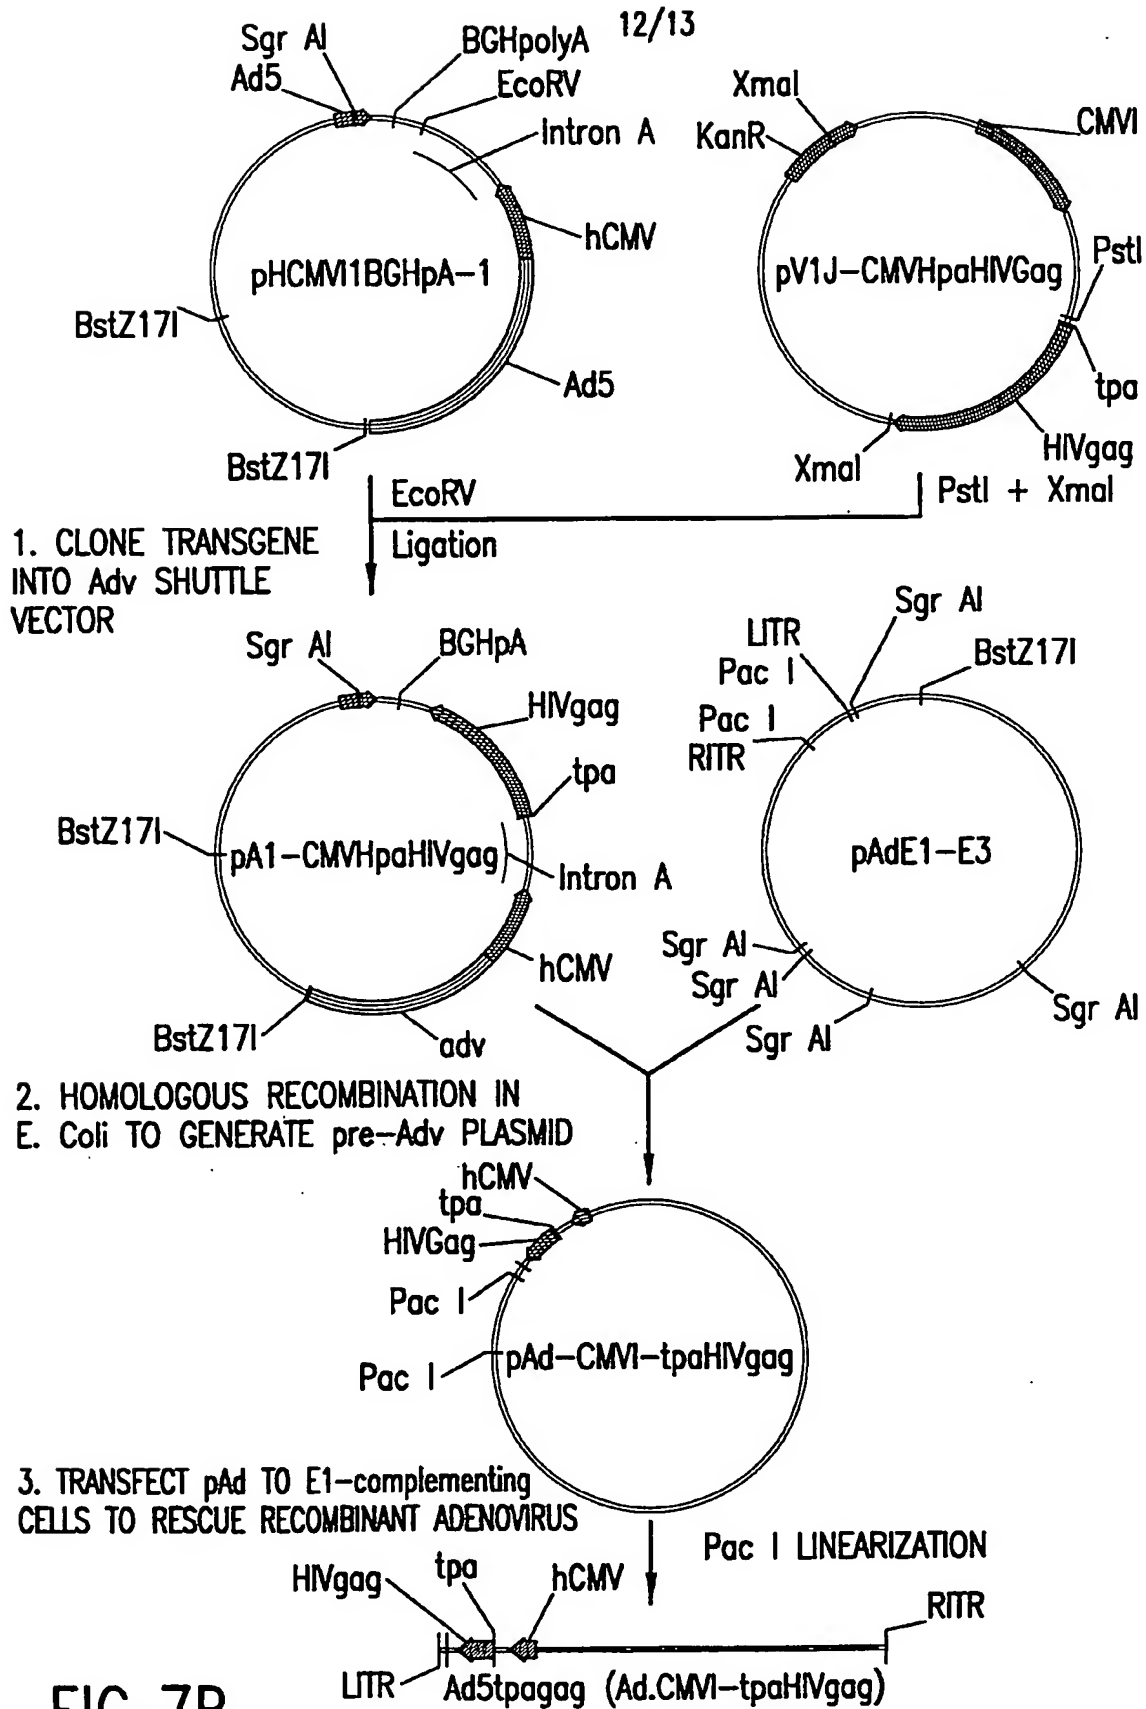 12/13
Sgr AI
Ad5
BGHpolyA
EcoRV
Intron A
hCMV
pHCMVI1BGHpA-1
BstZ17I
Ad5
BstZ17I
XmaI
KanR
CMVI
PstI
pV1J-CMVHpaHIVGag
tpa
HIVgag
XmaI
EcoRV
PstI + XmaI
Ligation
1. CLONE TRANSGENE
INTO Adv SHUTTLE
VECTOR
Sgr AI
BGHpA
HIVgag
tpa
BstZ17I
pA1-CMVHpaHIVgag
Intron A
hCMV
BstZ17I
adv
Sgr AI
LITR
Pac I
BstZ17I
Pac I
RITR
pAdE1-E3
Sgr AI
Sgr AI
Sgr AI
Sgr AI
2. HOMOLOGOUS RECOMBINATION IN
E. Coli TO GENERATE pre-Adv PLASMID
hCMV
tpa
HIVGag
Pac I
pAd-CMVI-tpaHIVgag
Pac I
3. TRANSFECT pAd TO E1-complementing
CELLS TO RESCUE RECOMBINANT ADENOVIRUS
Pac I LINEARIZATION
HIVgag
tpa
hCMV
RITR
LITR
Ad5tpagag (Ad.CMVI-tpaHIVgag)
FIG. 7B